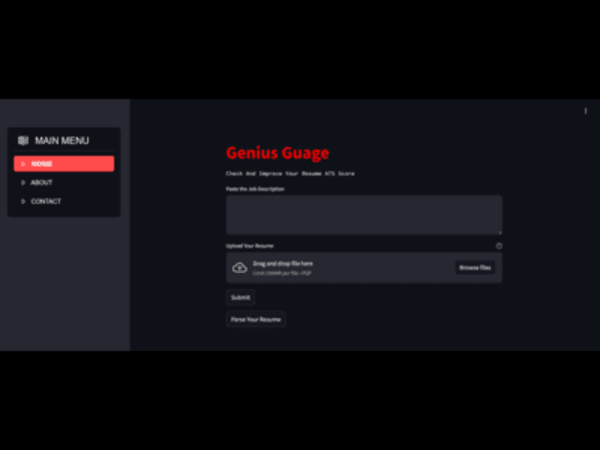 MAIN MENU
HOME
ABOUT
CONTACT
Genius Guage
Check And Improve Your Resume ATS Score
Paste the Job Description
Upload Your Resume
Drag and drop file here
Limit 200MB per file • PDF
Browse files
Submit
Parse Your Resume